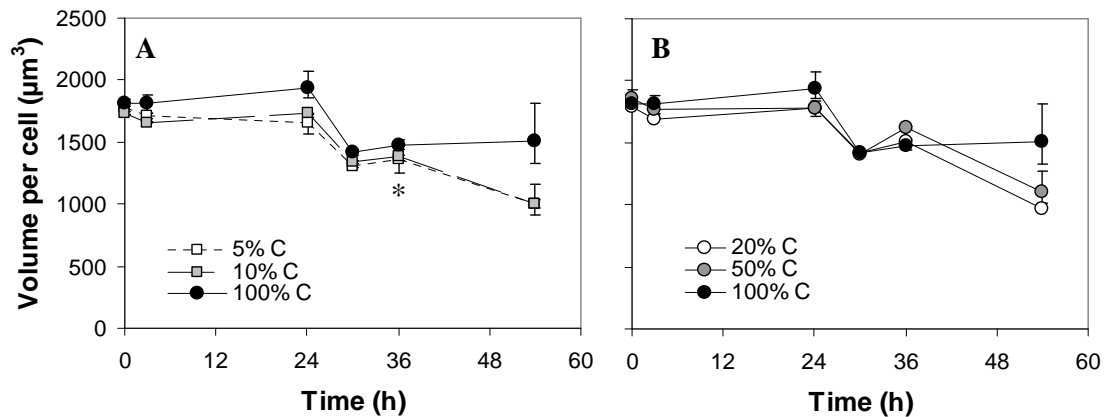 A
B
Volume per cell (µm³)
2500
2000
1500
1000
500
0
*
5% C
10% C
100% C
20% C
50% C
100% C
0 12 24 36 48 60
0 12 24 36 48 60
Time (h)
Time (h)